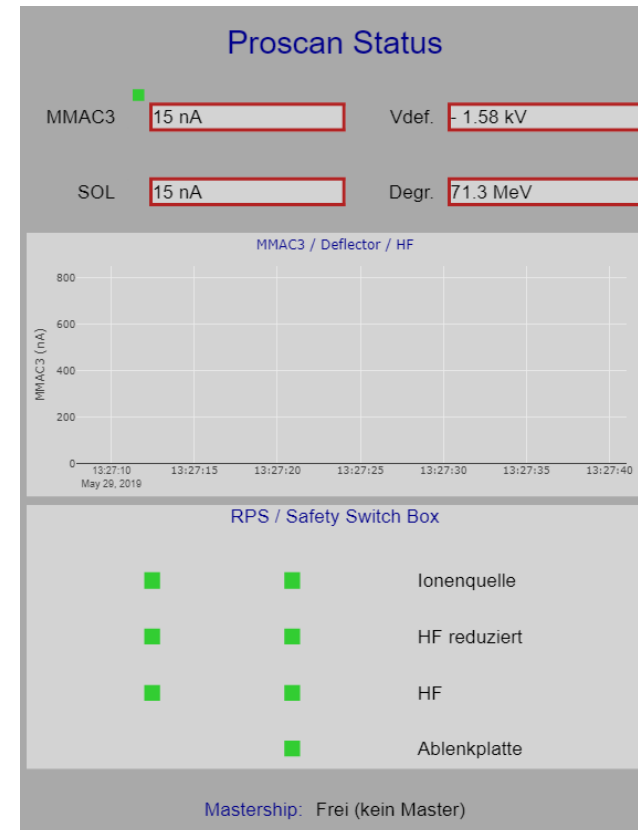 Proscan Status
MMAC3 15 nA Vdef. - 1.58 kV
SOL 15 nA Degr. 71.3 MeV
MMAC3 / Deflector / HF
800
600
400
200
0
MMAC3 (nA)
13:27:10 13:27:15 13:27:20 13:27:25 13:27:30 13:27:35 13:27:40
May 29, 2019
RPS / Safety Switch Box
Ionenquelle
HF reduziert
HF
Ablenkplatte
Mastership: Frei (kein Master)